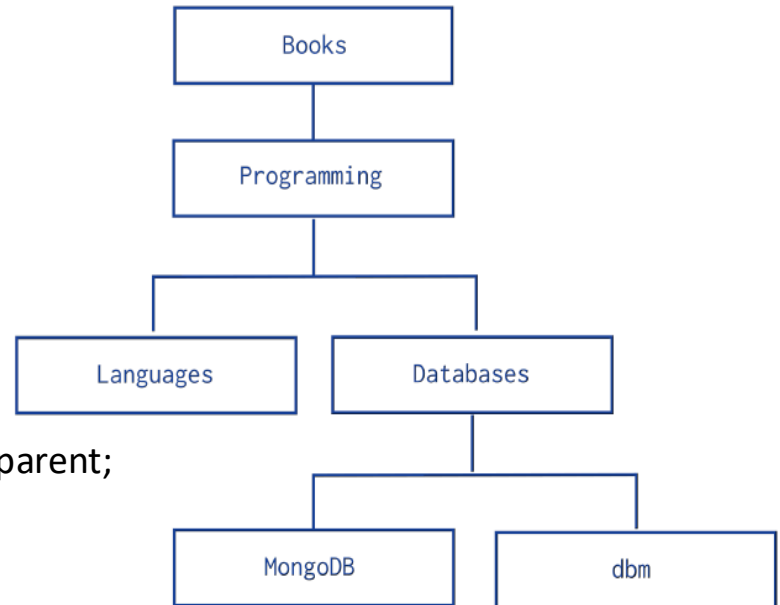 Books
Programming
Languages
Databases
parent;
MongoDB
dbm